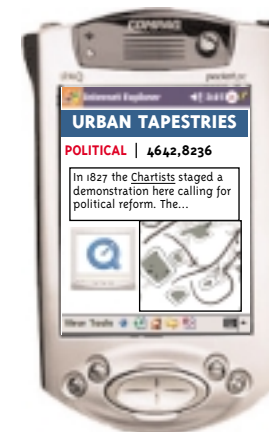 COMPAQ
iPAQ
pocket pc
Internet Explorer
URBAN TAPESTRIES
POLITICAL | 4642,8236
In 1827 the Chartists staged a
demonstration here calling for
political reform. The...
View Tools